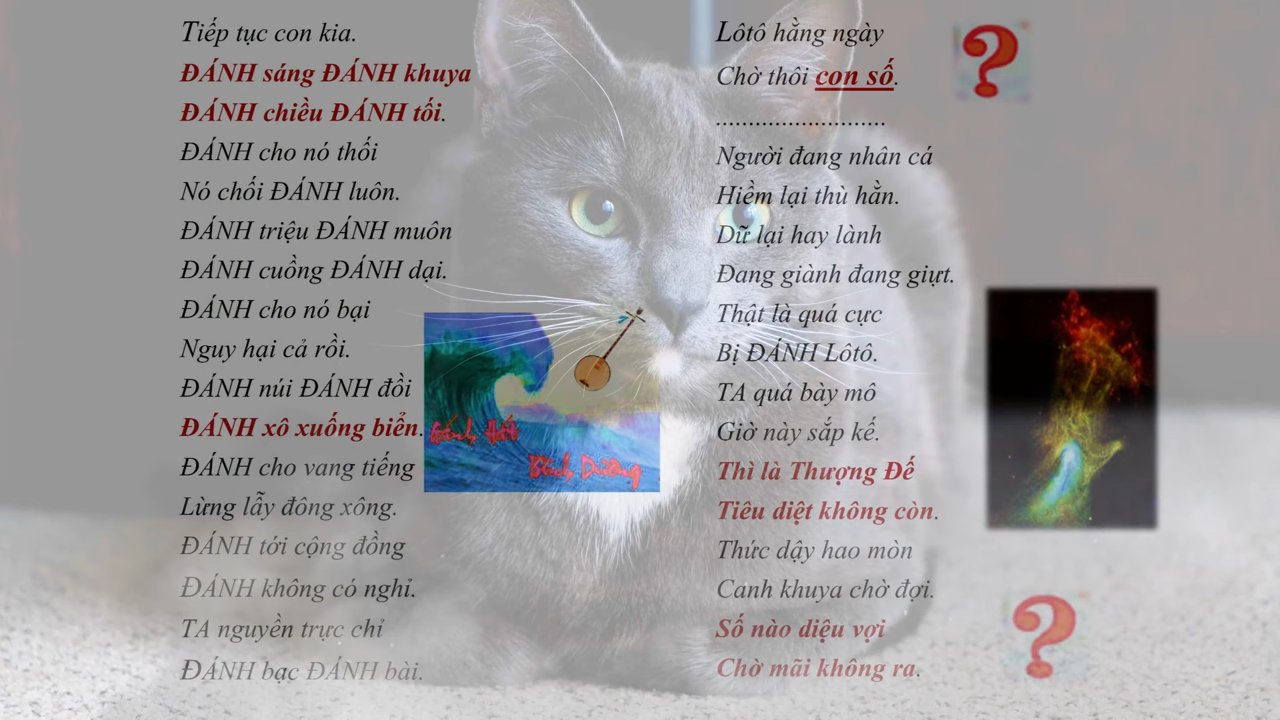 Tiếp tục con kia.
ĐÁNH sáng ĐÁNH khuya
ĐÁNH chiều ĐÁNH tối.
ĐÁNH cho nó thối
Nó chối ĐÁNH luôn.
ĐÁNH triệu ĐÁNH muôn
ĐÁNH cuồng ĐÁNH dại.
ĐÁNH cho nó bại
Nguy hại cả rồi.
ĐÁNH núi ĐÁNH đồi
ĐÁNH xô xuống biển.
ĐÁNH cho vang tiếng
Lừng lẫy đông xông.
ĐÁNH tới cộng đồng
ĐÁNH không có nghỉ.
TA nguyền trực chỉ
ĐÁNH bạc ĐÁNH bài.
Bình Dương
Lôtô hằng ngày
Chờ thôi con số.
..........................
Người đang nhân cá
Hiềm lại thù hằn.
Dữ lại hay lành
Đang giành đang giựt.
Thật là quá cực
Bị ĐÁNH Lôtô.
TA quá bày mô
Giờ này sắp kế.
Thì là Thượng Đế
Tiêu diệt không còn.
Thức dậy hao mòn
Canh khuya chờ đợi.
Số nào diệu vợi
Chờ mãi không ra.
?
?